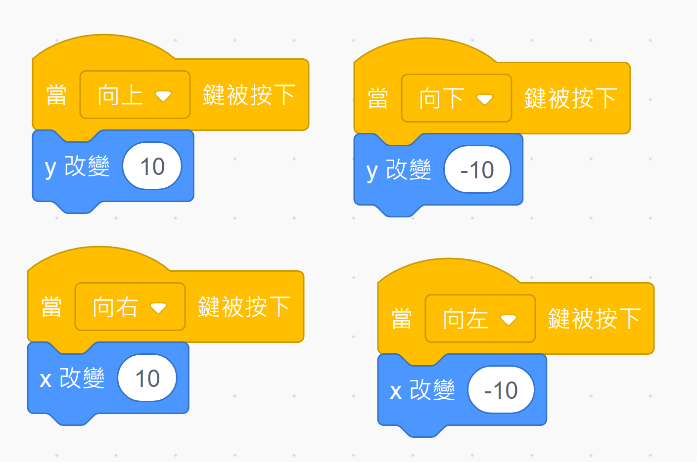 當 向上 鍵被按下
y 改變 10
當 向下 鍵被按下
y 改變 -10
當 向右 鍵被按下
x 改變 10
當 向左 鍵被按下
x 改變 -10